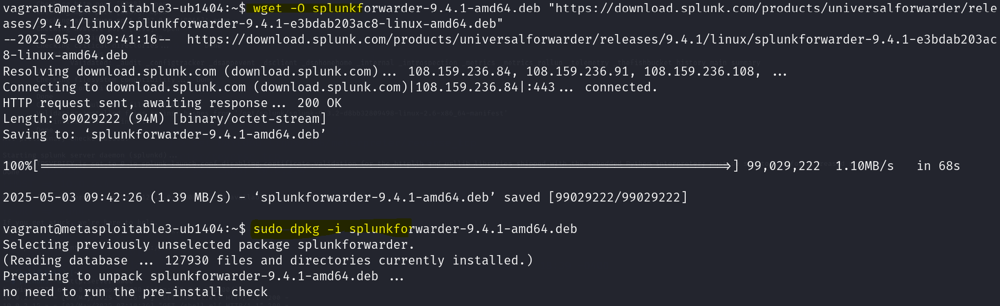 vagrant@metasploitable3-ub1404:~$ wget -O splunkforwarder-9.4.1-amd64.deb "https://download.splunk.com/products/universalforwarder/rele
ases/9.4.1/linux/splunkforwarder-9.4.1-e3bdab203ac8-linux-amd64.deb"
--2025-05-03 09:41:16--  https://download.splunk.com/products/universalforwarder/releases/9.4.1/linux/splunkforwarder-9.4.1-e3bdab203ac
8-linux-amd64.deb
Resolving download.splunk.com (download.splunk.com)... 108.159.236.84, 108.159.236.91, 108.159.236.108, ...
Connecting to download.splunk.com (download.splunk.com)|108.159.236.84|:443... connected.
HTTP request sent, awaiting response... 200 OK
Length: 99029222 (94M) [binary/octet-stream]
Saving to: ‘splunkforwarder-9.4.1-amd64.deb’
100%[======================================>] 99,029,222  1.10MB/s   in 68s
2025-05-03 09:42:26 (1.39 MB/s) - ‘splunkforwarder-9.4.1-amd64.deb’ saved [99029222/99029222]
vagrant@metasploitable3-ub1404:~$ sudo dpkg -i splunkforwarder-9.4.1-amd64.deb
Selecting previously unselected package splunkforwarder.
(Reading database ... 127930 files and directories currently installed.)
Preparing to unpack splunkforwarder-9.4.1-amd64.deb ...
no need to run the pre-install check